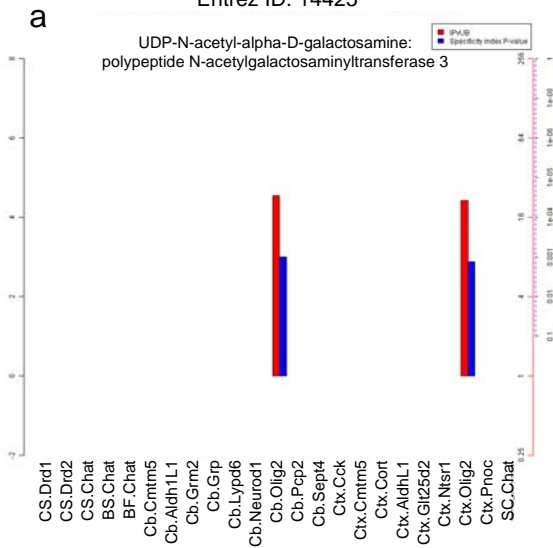 Entrez ID: 14425
a
UDP-N-acetyl-alpha-D-galactosamine:
polypeptide N-acetylgalactosaminyltransferase 3
IP/UB
Specificity index P-value
8
6
4
2
0
-2
256
64
16
4
1
0.25
1
1e-08
1e-06
1e-05
1e-04
0.001
0.01
0.1
CS.Drd1
CS.Drd2
CS.Chat
BS.Chat
BF.Chat
Cb.Cmtm5
Cb.Aldh1L1
Cb.Grm2
Cb.Grp
Cb.Lypd6
Cb.Neurod1
Cb.Olig2
Cb.Pcp2
Cb.Sept4
Ctx.Cck
Ctx.Cmtm5
Ctx.Cort
Ctx.AldhL1
Ctx.Glt25d2
Ctx.Ntsr1
Ctx.Olig2
Ctx.Pnoc
SC.Chat